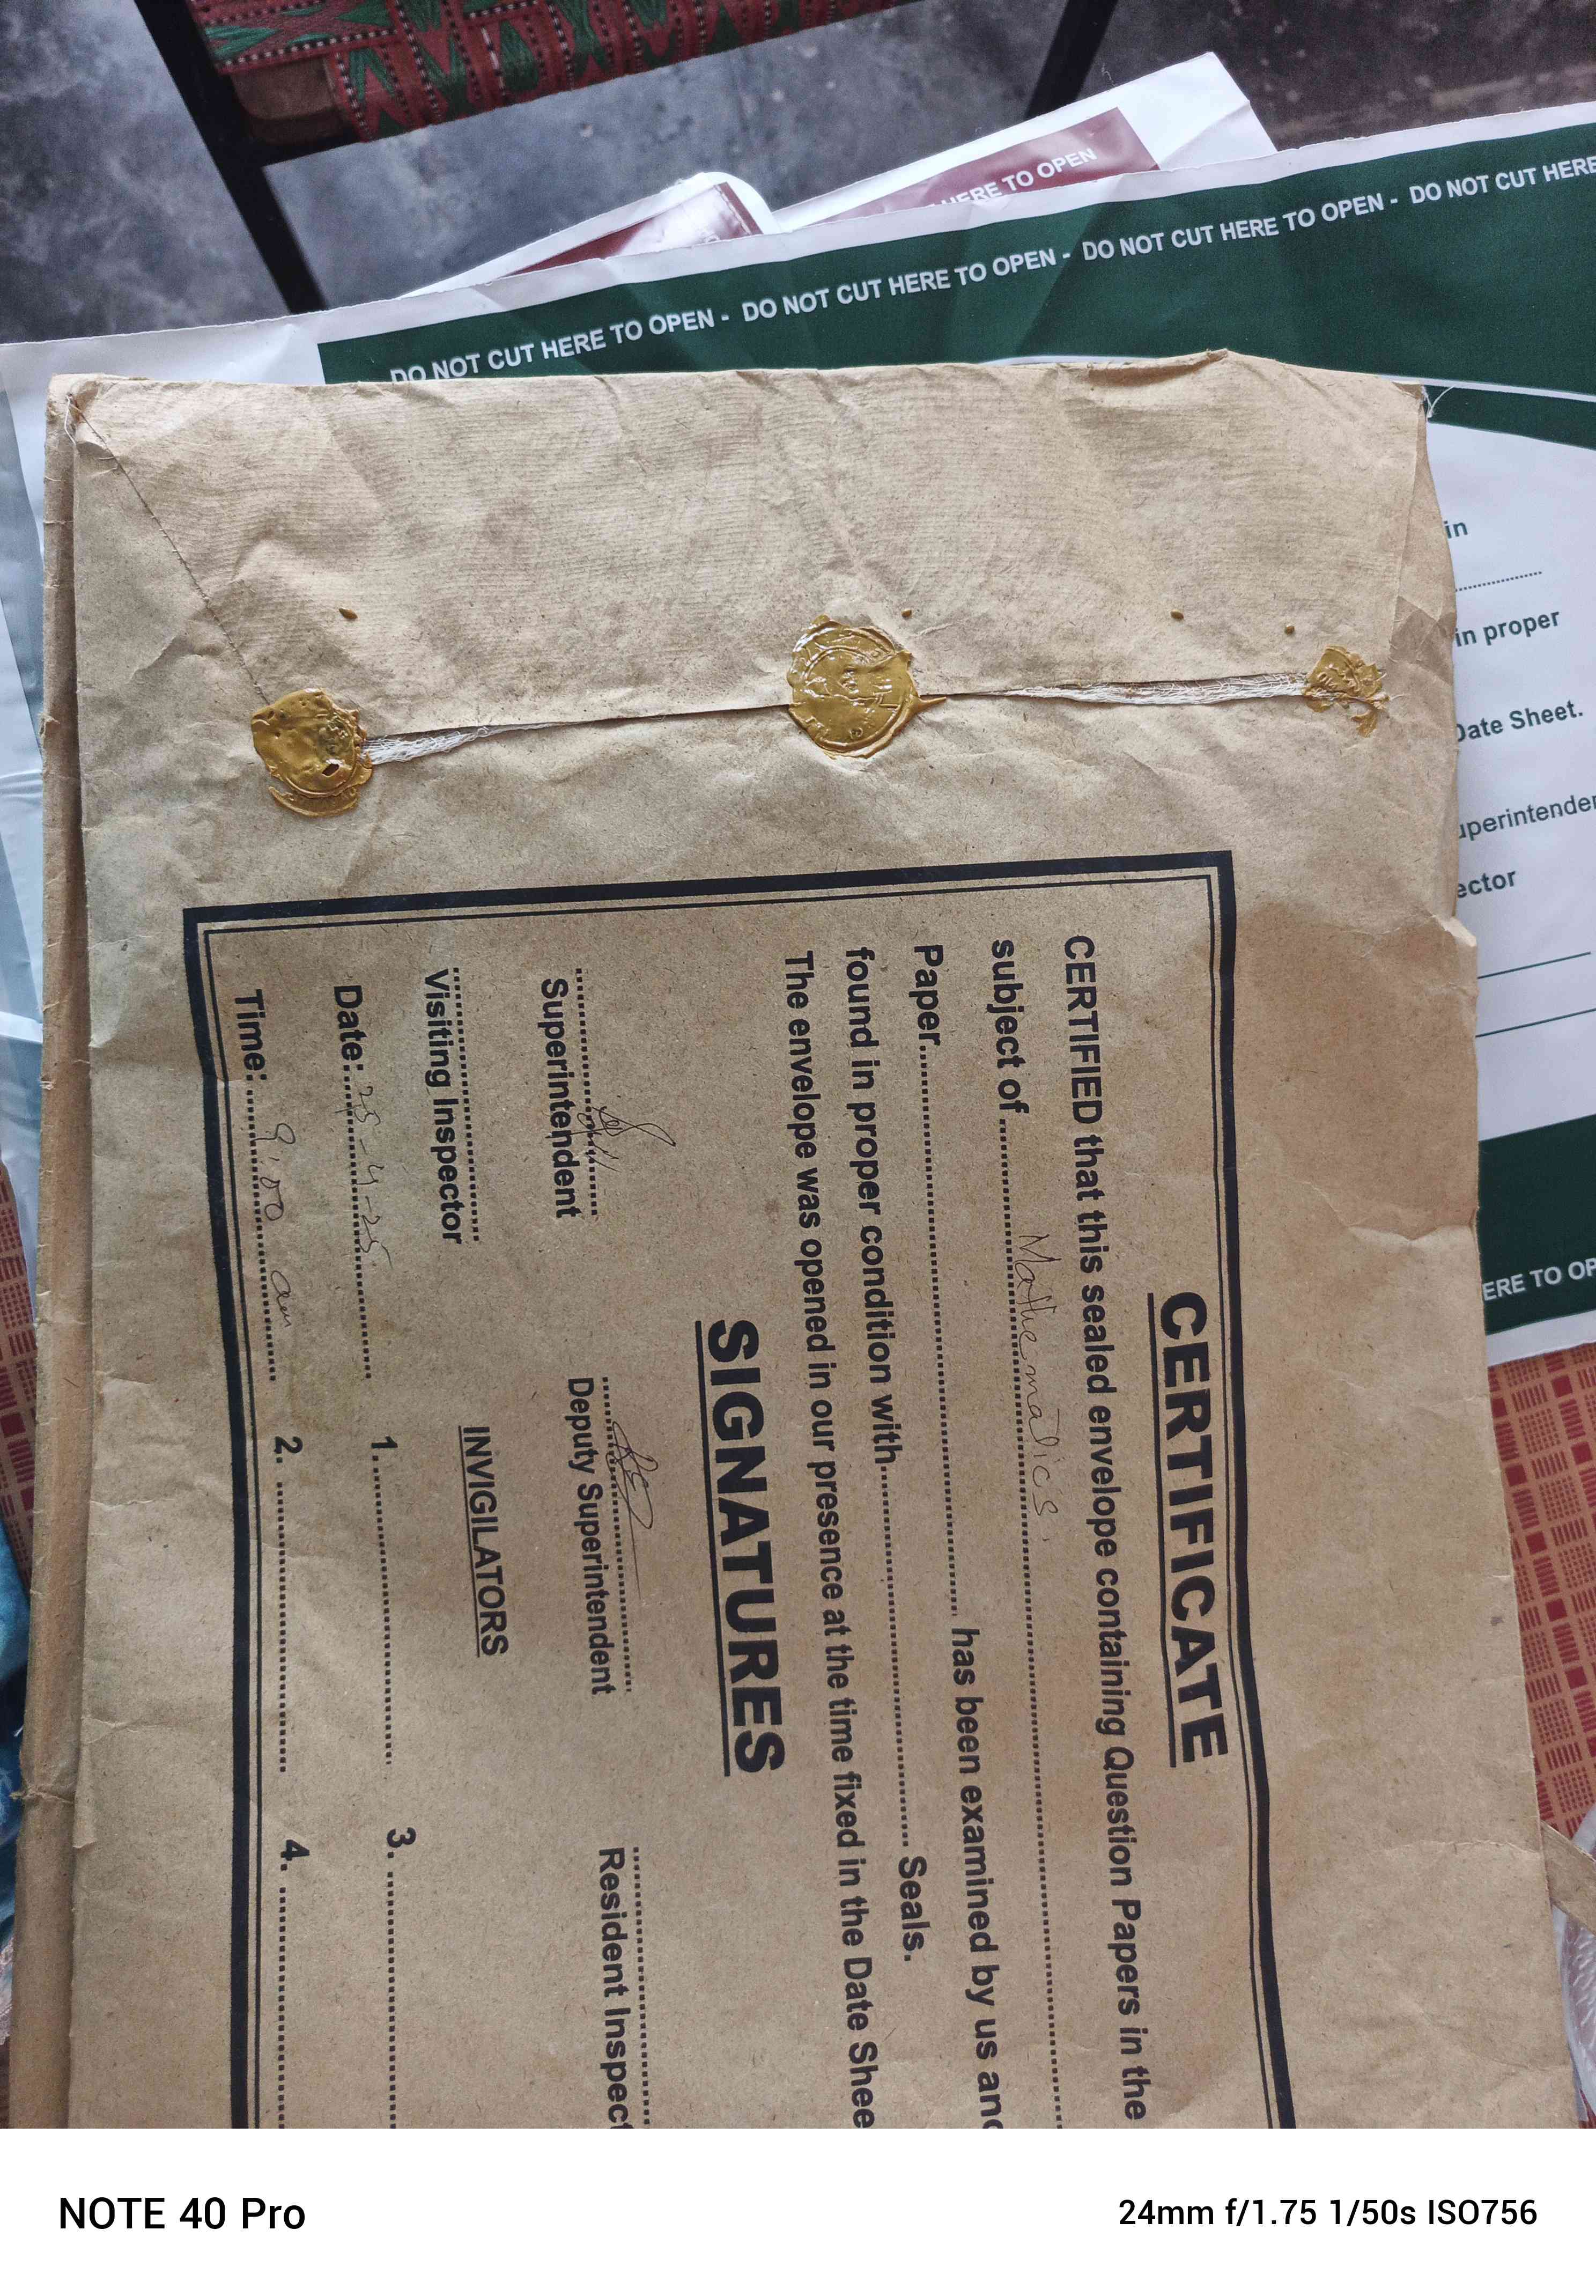 HERE TO OPEN
DO NOT CUT HERE TO OPEN - DO NOT CUT HERE TO OPEN - DO NOT CUT HERE TO OPEN - DO NOT CUT HERE
in
in proper
Date Sheet.
ector
ERE TO OP
CERTIFICATE
CERTIFIED that this sealed envelope containing Question Papers in the
subject of Mathematics.
Paper has been examined by us and
found in proper condition with Seals.
The envelope was opened in our presence at the time fixed in the Date Shee
SIGNATURES
Superintendent Deputy Superintendent Resident Inspect
Visiting Inspector
INVIGILATORS
Date: 25-4-25. 1. 3.
Time: 9:00 am 2. 4.
NOTE 40 Pro
24mm f/1.75 1/50s ISO756